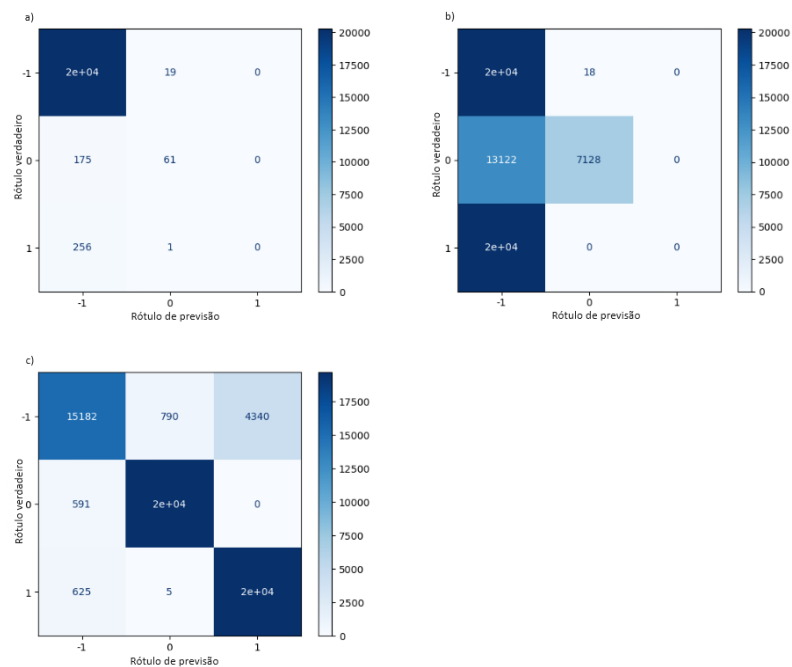 a)
Rótulo verdadeiro
-1
0
1
2e+04 19 0
175 61 0
256 1 0
-1 0 1
Rótulo de previsão
20000
17500
15000
12500
10000
7500
5000
2500
0
b)
Rótulo verdadeiro
-1
0
1
2e+04 18 0
13122 7128 0
2e+04 0 0
-1 0 1
Rótulo de previsão
20000
17500
15000
12500
10000
7500
5000
2500
0
c)
Rótulo verdadeiro
-1
0
1
15182 790 4340
591 2e+04 0
625 5 2e+04
-1 0 1
Rótulo de previsão
17500
15000
12500
10000
7500
5000
2500
0